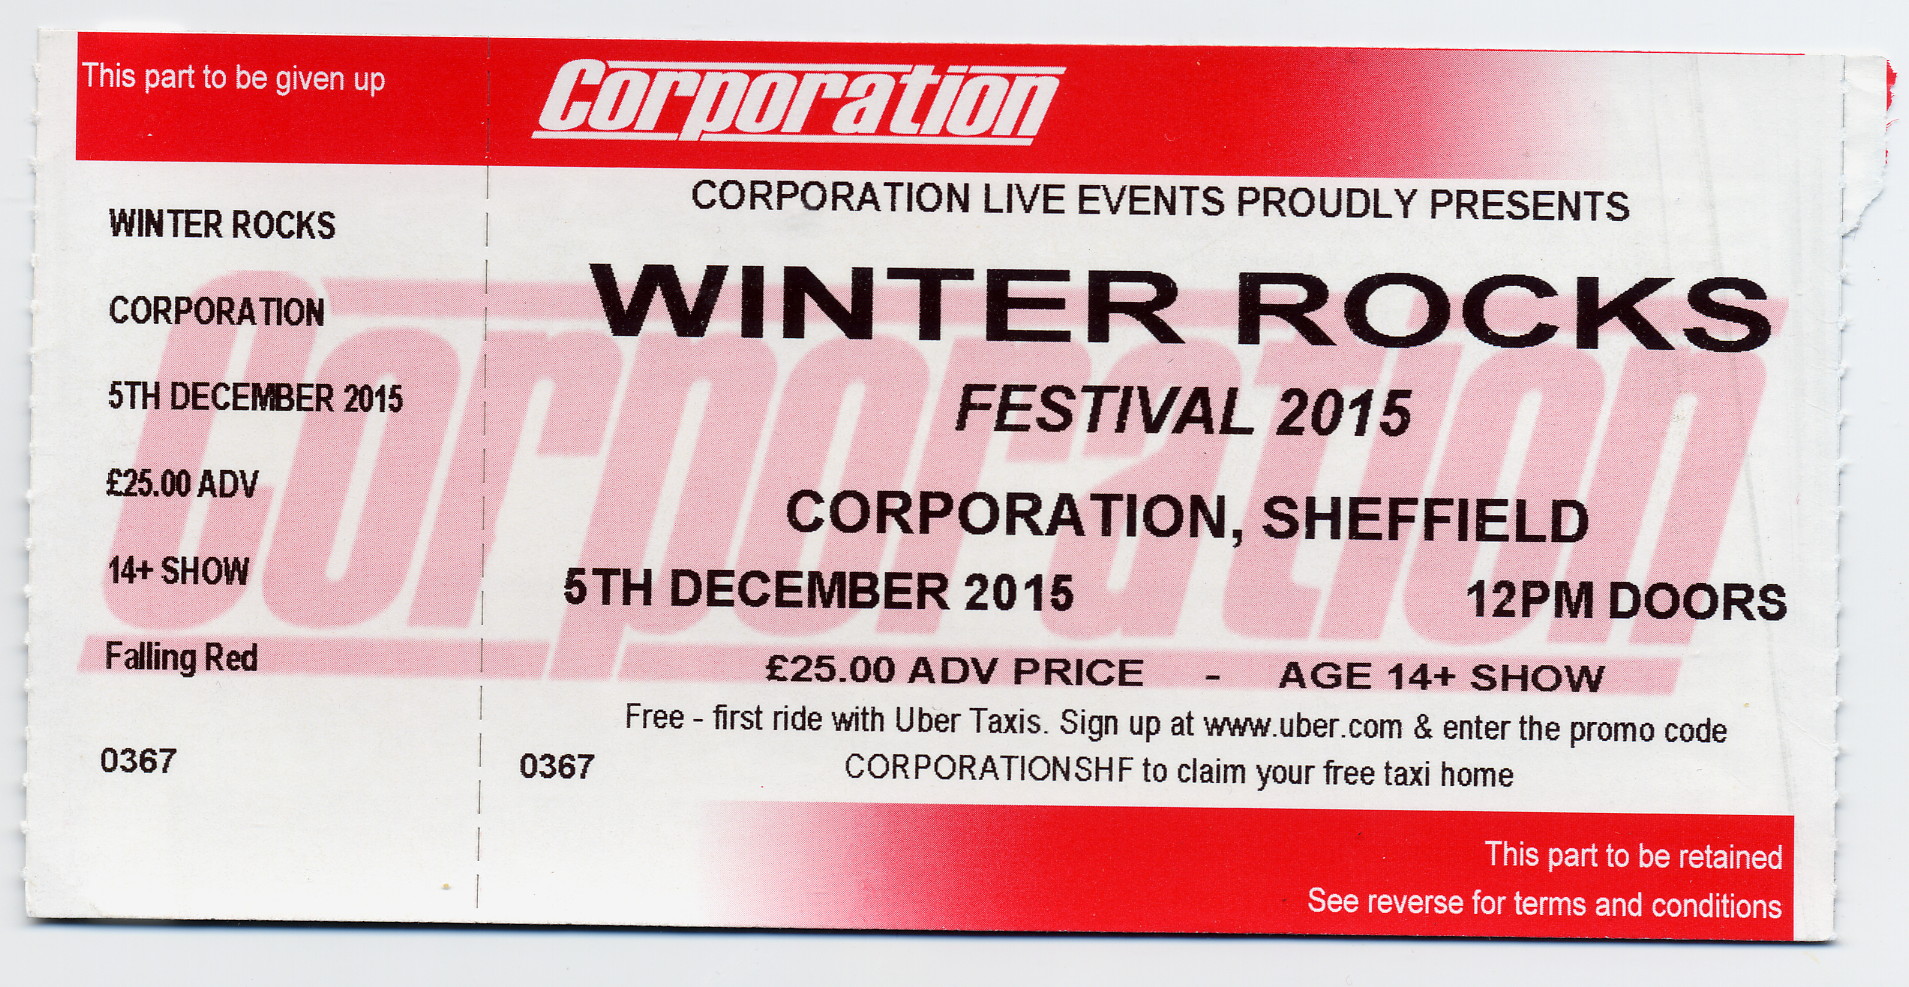 This part to be given up
WINTER ROCKS
CORPORATION
5TH DECEMBER 2015
£25.00 ADV
14+ SHOW
Falling Red
0367
Corporation
CORPORATION LIVE EVENTS PROUDLY PRESENTS
Corporation
WINTER ROCKS
FESTIVAL 2015
CORPORATION, SHEFFIELD
5TH DECEMBER 2015 12PM DOORS
£25.00 ADV PRICE - AGE 14+ SHOW
Free - first ride with Uber Taxis. Sign up at www.uber.com & enter the promo code
0367 CORPORATIONSHF to claim your free taxi home
This part to be retained
See reverse for terms and conditions